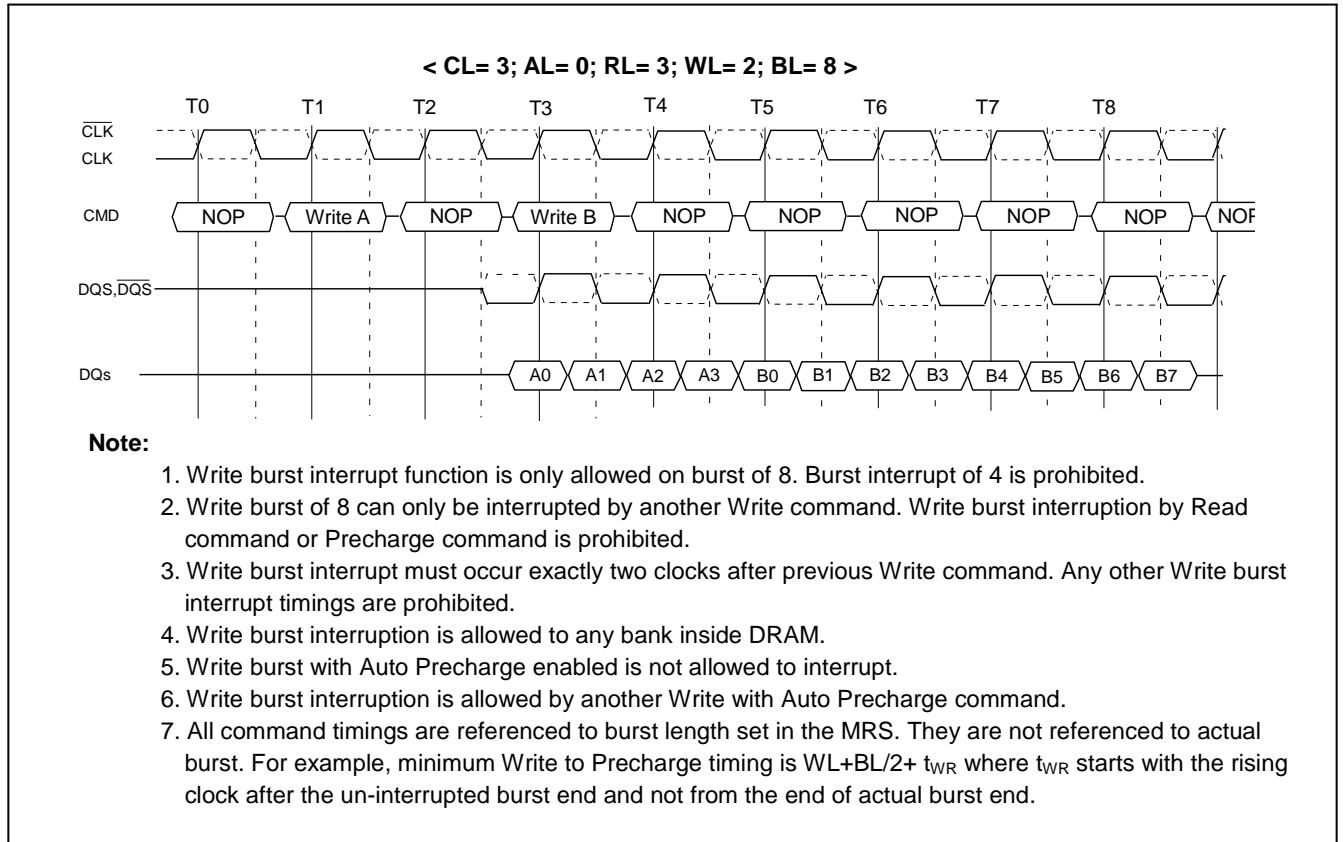 < CL= 3; AL= 0; RL= 3; WL= 2; BL= 8 >
T0 T1 T2 T3 T4 T5 T6 T7 T8
CLK
CLK
CMD NOP Write A NOP Write B NOP NOP NOP NOP NOP NOP
DQS,DQS
DQs A0 A1 A2 A3 B0 B1 B2 B3 B4 B5 B6 B7
Note:
1. Write burst interrupt function is only allowed on burst of 8. Burst interrupt of 4 is prohibited.
2. Write burst of 8 can only be interrupted by another Write command. Write burst interruption by Read
command or Precharge command is prohibited.
3. Write burst interrupt must occur exactly two clocks after previous Write command. Any other Write burst
interrupt timings are prohibited.
4. Write burst interruption is allowed to any bank inside DRAM.
5. Write burst with Auto Precharge enabled is not allowed to interrupt.
6. Write burst interruption is allowed by another Write with Auto Precharge command.
7. All command timings are referenced to burst length set in the MRS. They are not referenced to actual
burst. For example, minimum Write to Precharge timing is WL+BL/2+ tWR where tWR starts with the rising
clock after the un-interrupted burst end and not from the end of actual burst end.